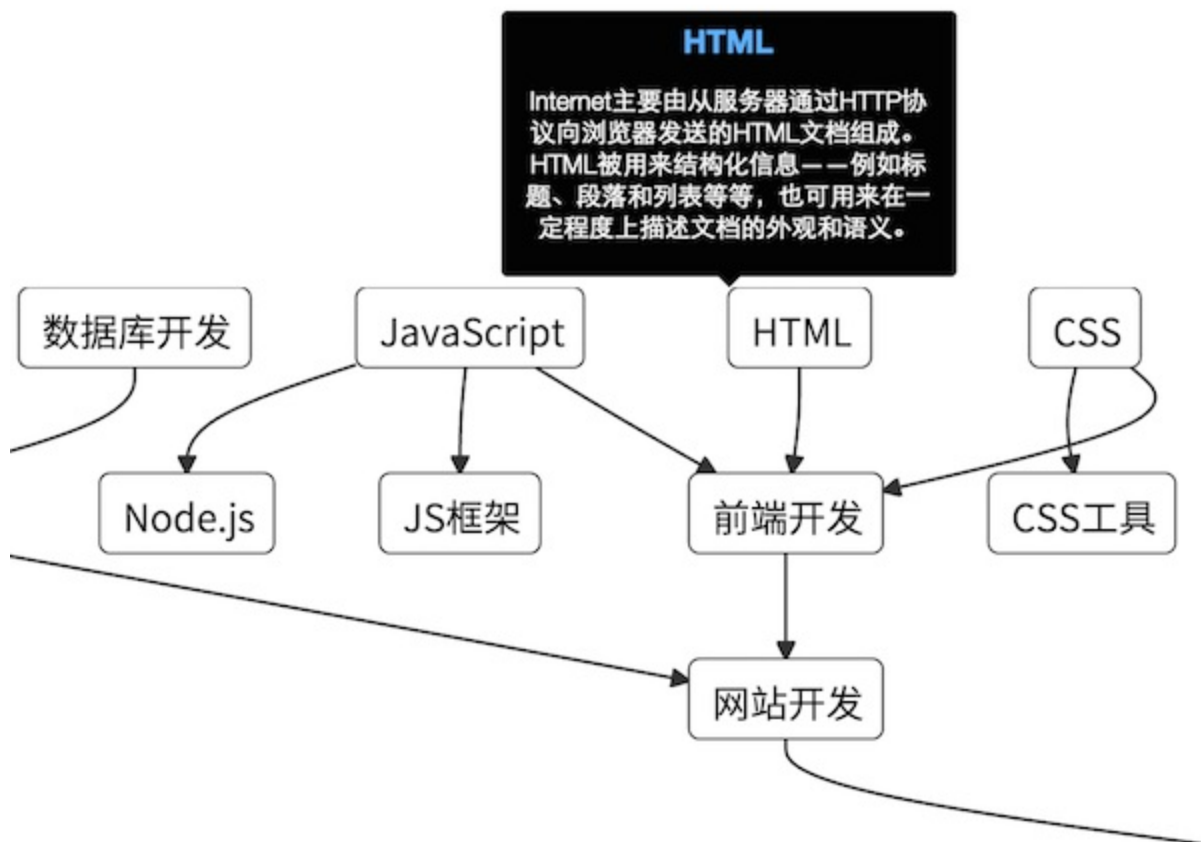 HTML
Internet主要由从服务器通过HTTP协
议向浏览器发送的HTML文档组成。
HTML被用来结构化信息——例如标
题、段落和列表等等，也可用来在一
定程度上描述文档的外观和语义。
数据库开发
JavaScript
HTML
CSS
Node.js
JS框架
前端开发
CSS工具
网站开发